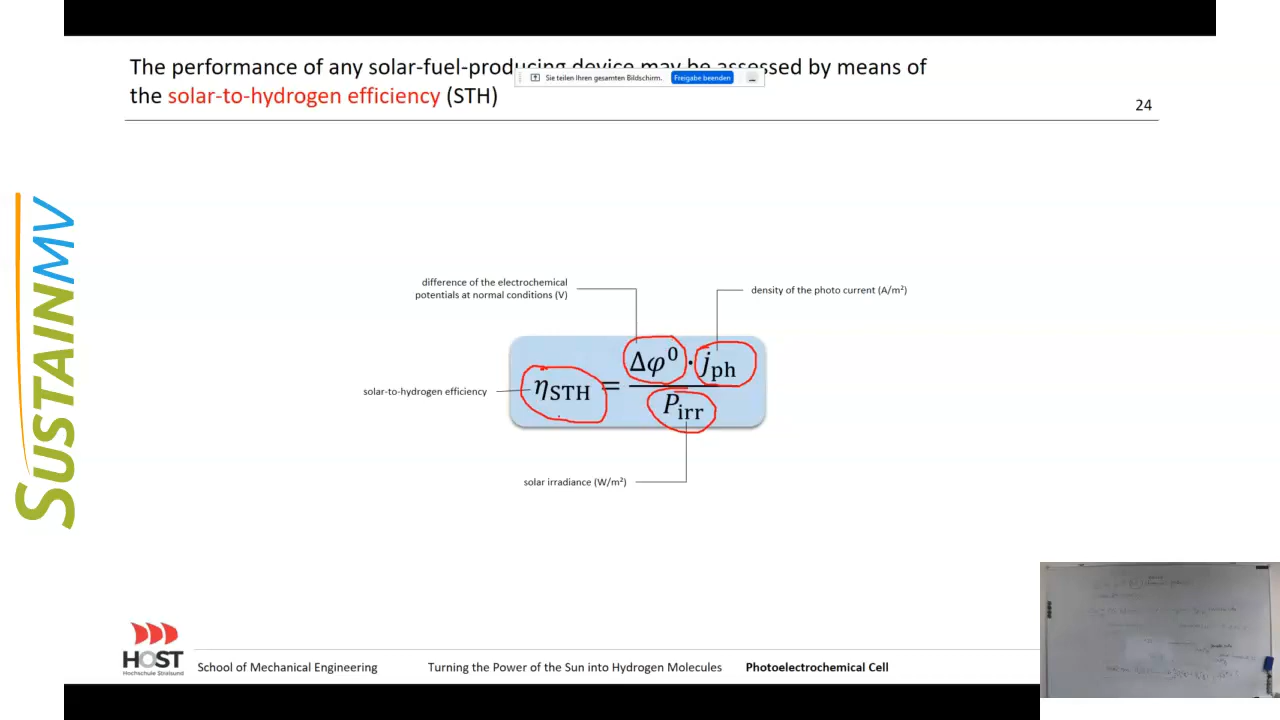 The performance of any solar-fuel-producing device may be assessed by means of
the solar-to-hydrogen efficiency (STH)
Sie teilen Ihren gesamten Bildschirm. Freigabe beenden
24
SUSTAINMV
difference of the electrochemical
potentials at normal conditions (V)
density of the photo current (A/m²)
solar-to-hydrogen efficiency
η_STH = Δφ⁰ · j_ph / P_irr
solar irradiance (W/m²)
HOST
Hochschule Stralsund
School of Mechanical Engineering
Turning the Power of the Sun into Hydrogen Molecules
Photoelectrochemical Cell